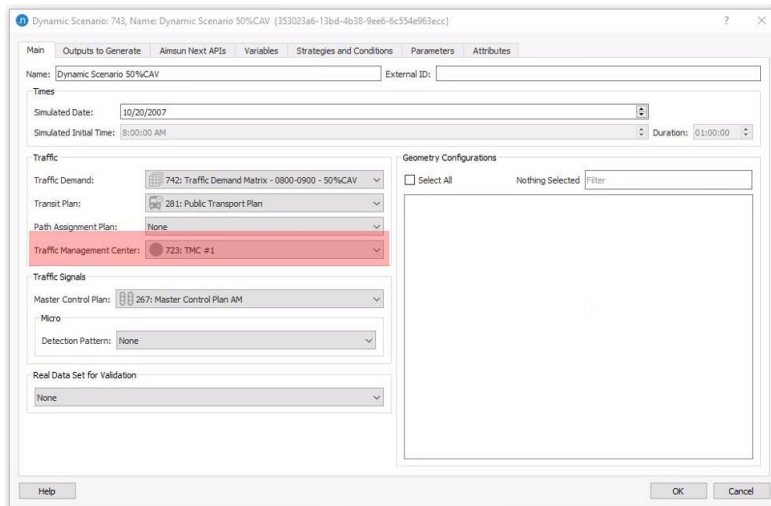 Dynamic Scenario: 743, Name: Dynamic Scenario 50%CAV {353023a6-13bd-4b38-9ee6-6c554e963ecc}
Main Outputs to Generate Aimsun Next APIs Variables Strategies and Conditions Parameters Attributes
Name: Dynamic Scenario 50%CAV External ID:
Times
Simulated Date: 10/20/2007
Simulated Initial Time: 8:00:00 AM Duration: 01:00:00
Traffic
Traffic Demand: 742: Traffic Demand Matrix - 0800-0900 - 50%CAV
Transit Plan: 281: Public Transport Plan
Path Assignment Plan: None
Traffic Management Center: 723: TMC #1
Traffic Signals
Master Control Plan: 267: Master Control Plan AM
Micro
Detection Pattern: None
Real Data Set for Validation
None
Geometry Configurations
Select All Nothing Selected Filter
Help OK Cancel